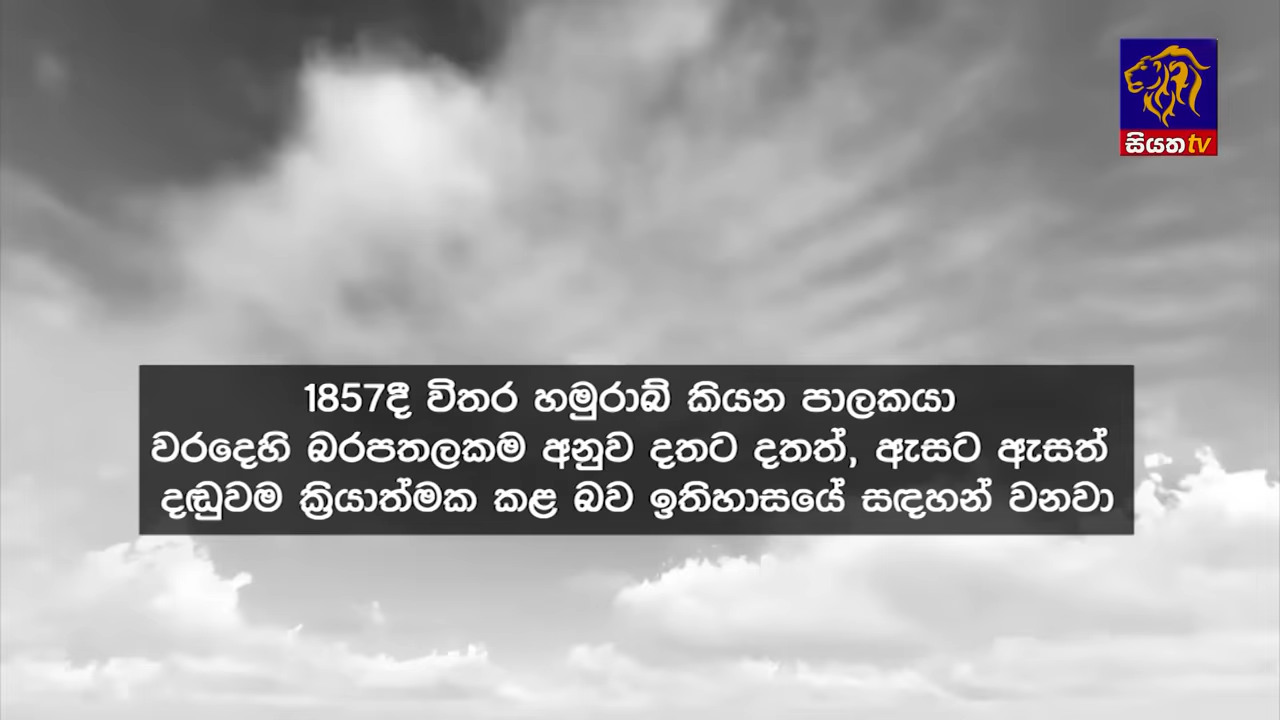 සියත tv
1857දී විතර හමුරාබි කියන පාලකයා
වරදෙහි බරපතලකම අනුව දතට දතත්, ඇසට ඇසත්
දඬුවම ක්‍රියාත්මක කළ බව ඉතිහාසයේ සඳහන් වනවා